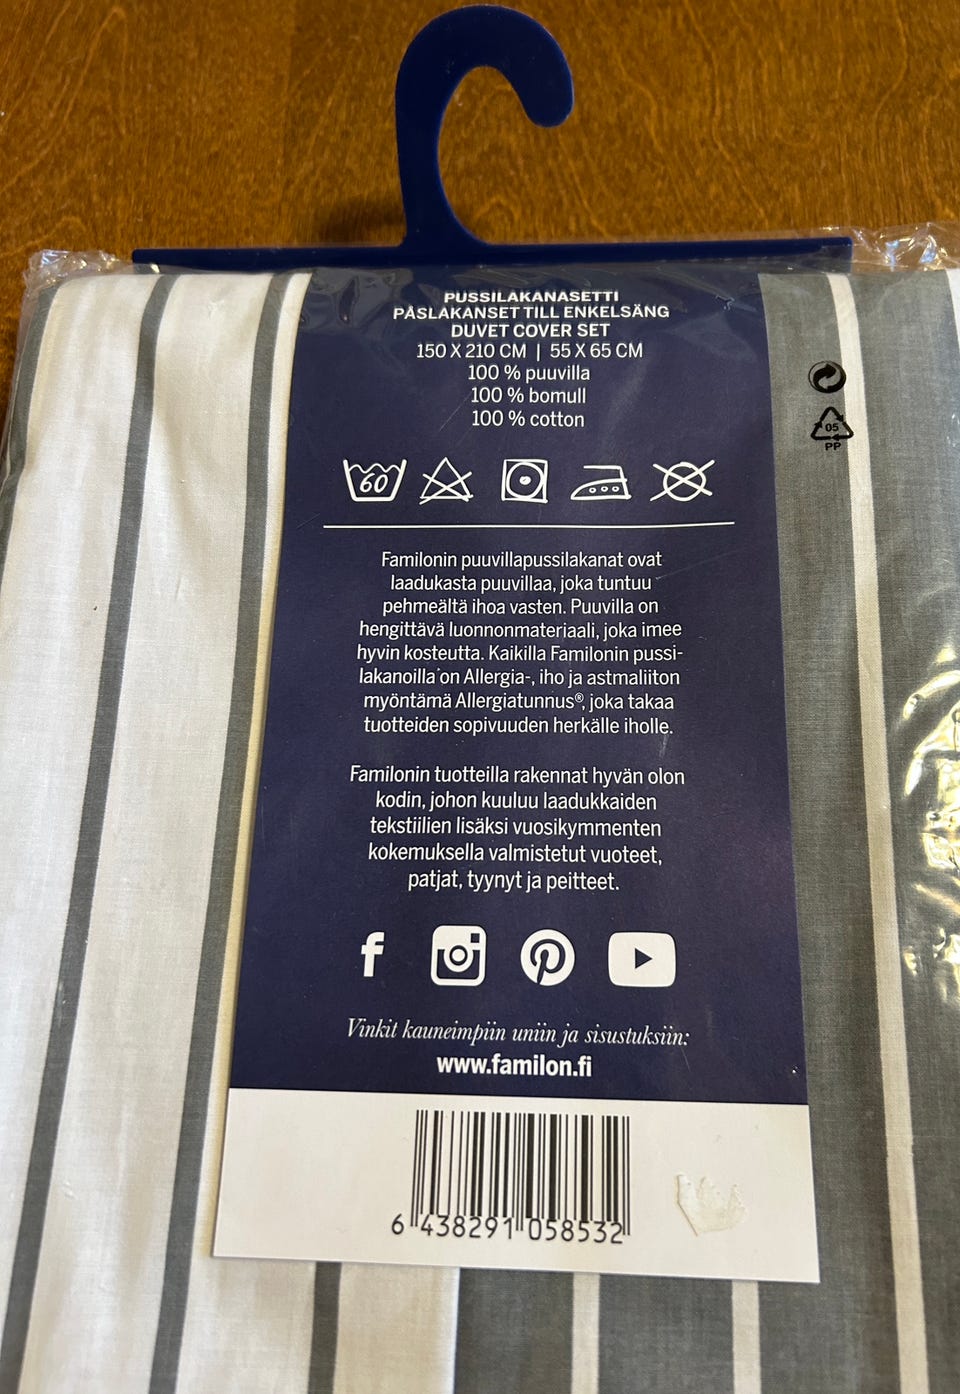 PUSSILAKANASETTI
PÅSLAKANSET TILL ENKELSÄNG
DUVET COVER SET
150 X 210 CM | 55 X 65 CM
100 % puuvilla
100 % bomull
100 % cotton
05
PP
60
Familonin puuvillapussilakanat ovat
laadukasta puuvillaa, joka tuntuu
pehmeältä ihoa vasten. Puuvilla on
hengittävä luonnonmateriaali, joka imee
hyvin kosteutta. Kaikilla Familonin pussi-
lakanoilla on Allergia-, iho ja astmaliiton
myöntämä Allergiatunnus®, joka takaa
tuotteiden sopivuuden herkälle iholle.
Familonin tuotteilla rakennat hyvän olon
kodin, johon kuuluu laadukkaiden
tekstiilien lisäksi vuosikymmenten
kokemuksella valmistetut vuoteet,
patjat, tyynyt ja peitteet.
Vinkit kauneimpiin uniin ja sisustuksiin:
www.familon.fi
6 438291 058532